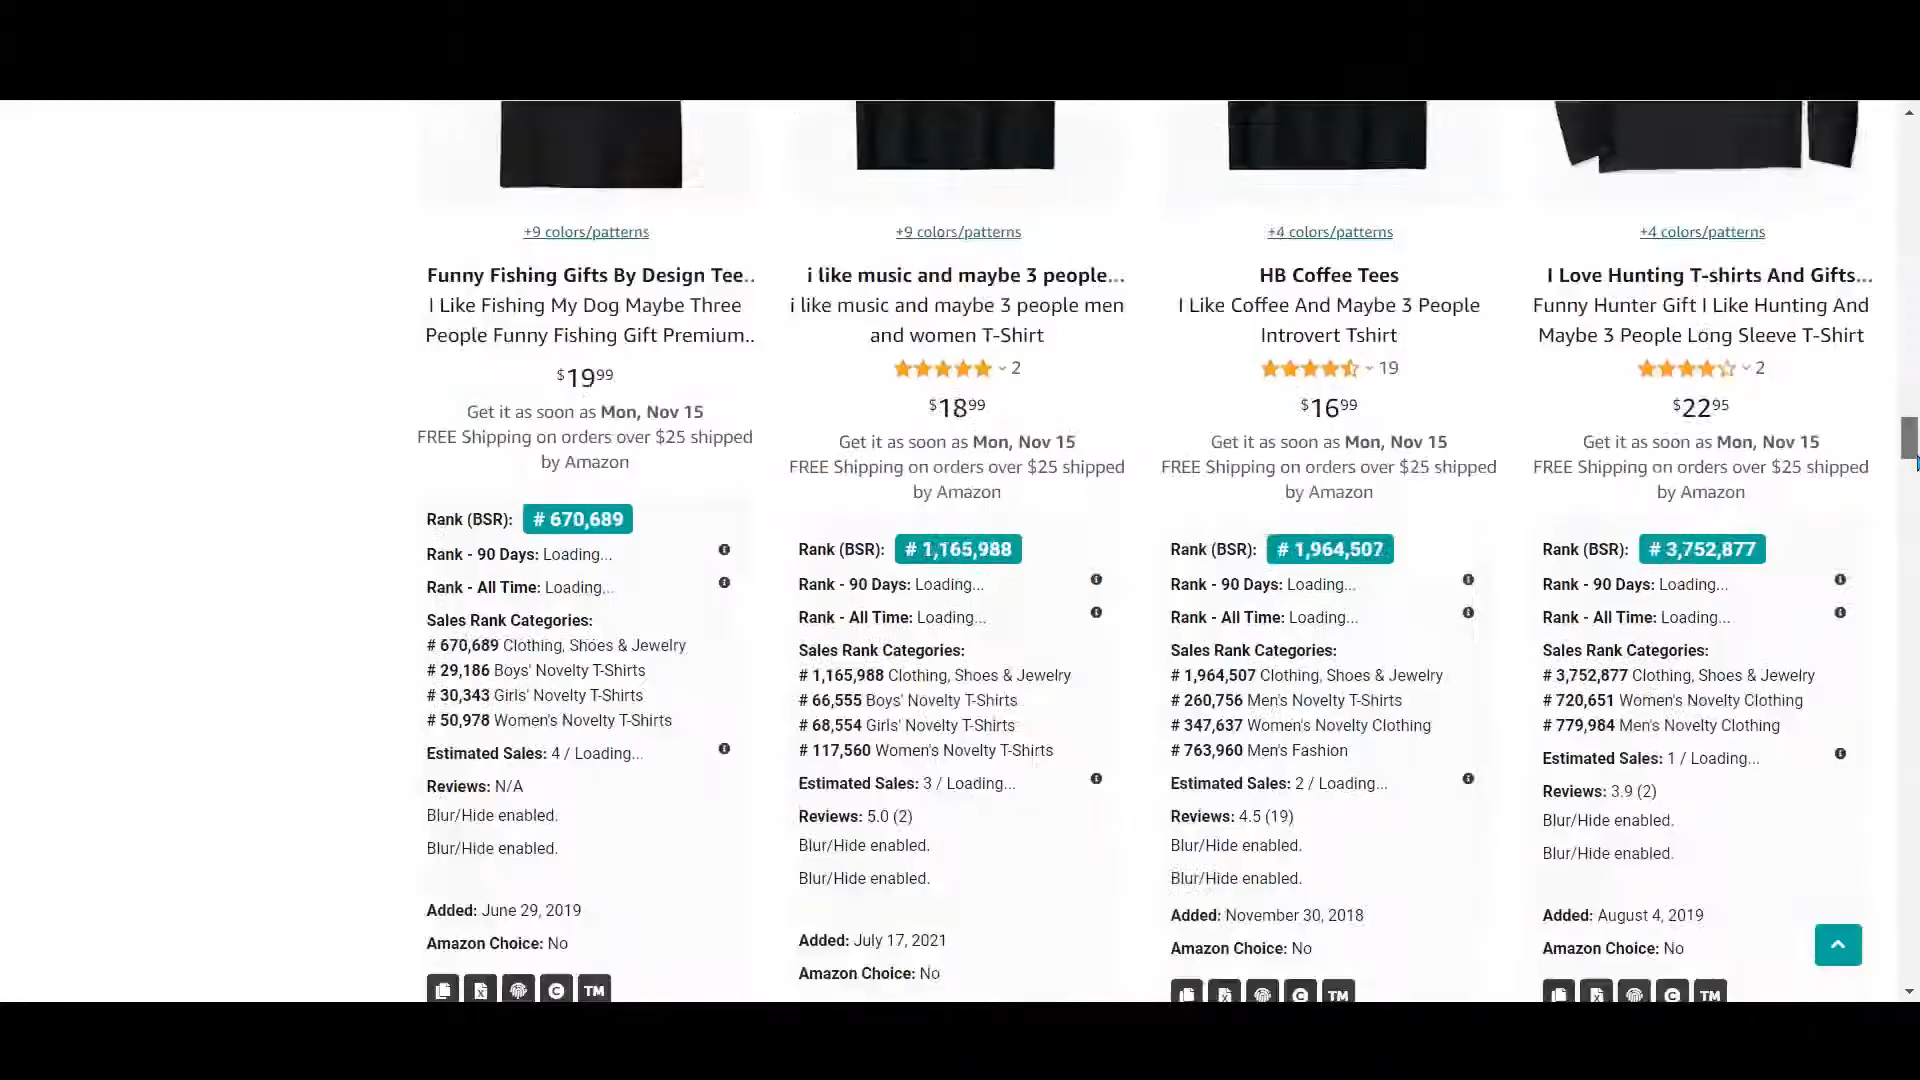 +9 colors/patterns
Funny Fishing Gifts By Design Tee..
I Like Fishing My Dog Maybe Three
People Funny Fishing Gift Premium..
$19.99
Get it as soon as Mon, Nov 15
FREE Shipping on orders over $25 shipped
by Amazon
Rank (BSR): # 670,689
Rank - 90 Days: Loading...
Rank - All Time: Loading...
Sales Rank Categories:
# 670,689 Clothing, Shoes & Jewelry
# 29,186 Boys' Novelty T-Shirts
# 30,343 Girls' Novelty T-Shirts
# 50,978 Women's Novelty T-Shirts
Estimated Sales: 4 / Loading...
Reviews: N/A
Blur/Hide enabled.
Blur/Hide enabled.
Added: June 29, 2019
Amazon Choice: No
TM
+9 colors/patterns
i like music and maybe 3 people...
i like music and maybe 3 people men
and women T-Shirt
2
$18.99
Get it as soon as Mon, Nov 15
FREE Shipping on orders over $25 shipped
by Amazon
Rank (BSR): # 1,165,988
Rank - 90 Days: Loading...
Rank - All Time: Loading...
Sales Rank Categories:
# 1,165,988 Clothing, Shoes & Jewelry
# 66,555 Boys' Novelty T-Shirts
# 68,554 Girls' Novelty T-Shirts
# 117,560 Women's Novelty T-Shirts
Estimated Sales: 3 / Loading...
Reviews: 5.0 (2)
Blur/Hide enabled.
Blur/Hide enabled.
Added: July 17, 2021
Amazon Choice: No
+4 colors/patterns
HB Coffee Tees
I Like Coffee And Maybe 3 People
Introvert Tshirt
19
$16.99
Get it as soon as Mon, Nov 15
FREE Shipping on orders over $25 shipped
by Amazon
Rank (BSR): # 1,964,507
Rank - 90 Days: Loading...
Rank - All Time: Loading...
Sales Rank Categories:
# 1,964,507 Clothing, Shoes & Jewelry
# 260,756 Men's Novelty T-Shirts
# 347,637 Women's Novelty Clothing
# 763,960 Men's Fashion
Estimated Sales: 2 / Loading...
Reviews: 4.5 (19)
Blur/Hide enabled.
Blur/Hide enabled.
Added: November 30, 2018
Amazon Choice: No
TM
+4 colors/patterns
I Love Hunting T-shirts And Gifts...
Funny Hunter Gift I Like Hunting And
Maybe 3 People Long Sleeve T-Shirt
2
$22.95
Get it as soon as Mon, Nov 15
FREE Shipping on orders over $25 shipped
by Amazon
Rank (BSR): # 3,752,877
Rank - 90 Days: Loading...
Rank - All Time: Loading...
Sales Rank Categories:
# 3,752,877 Clothing, Shoes & Jewelry
# 720,651 Women's Novelty Clothing
# 779,984 Men's Novelty Clothing
Estimated Sales: 1 / Loading...
Reviews: 3.9 (2)
Blur/Hide enabled.
Blur/Hide enabled.
Added: August 4, 2019
Amazon Choice: No
TM